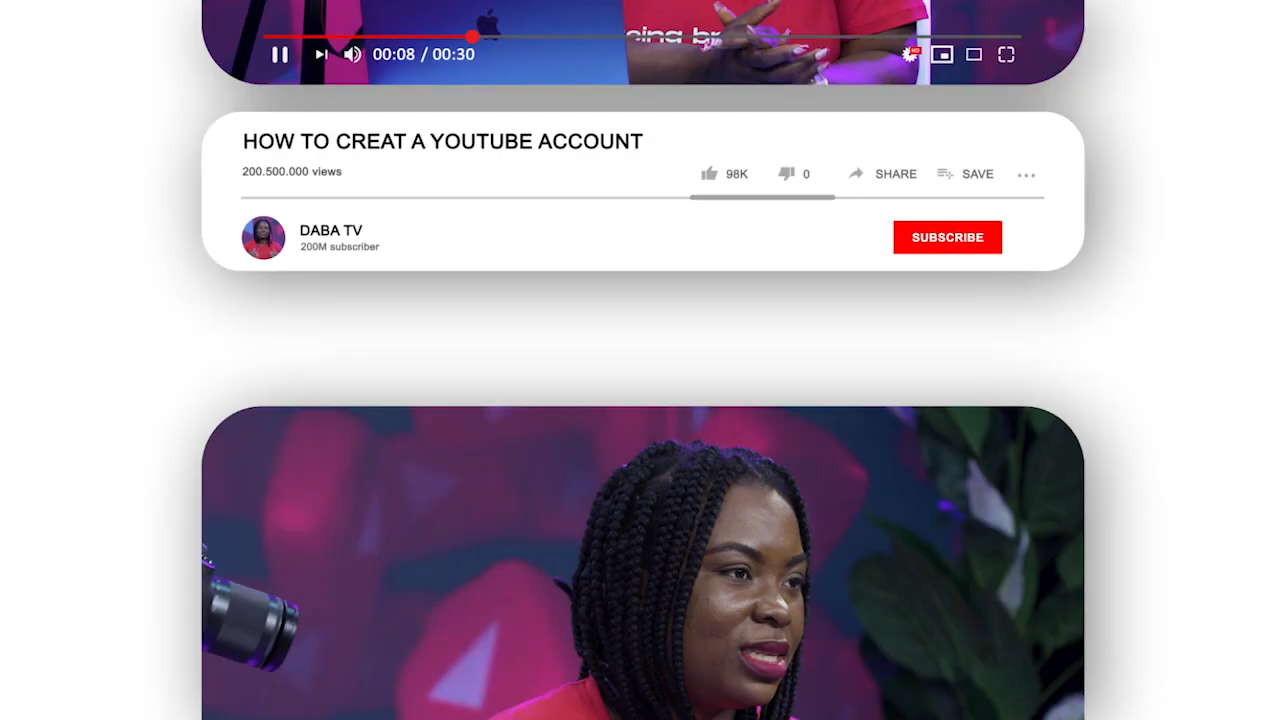 00:08 / 00:30
HD
HOW TO CREAT A YOUTUBE ACCOUNT
200.500.000 views
98K
0
SHARE
SAVE
DABA TV
200M subscriber
SUBSCRIBE